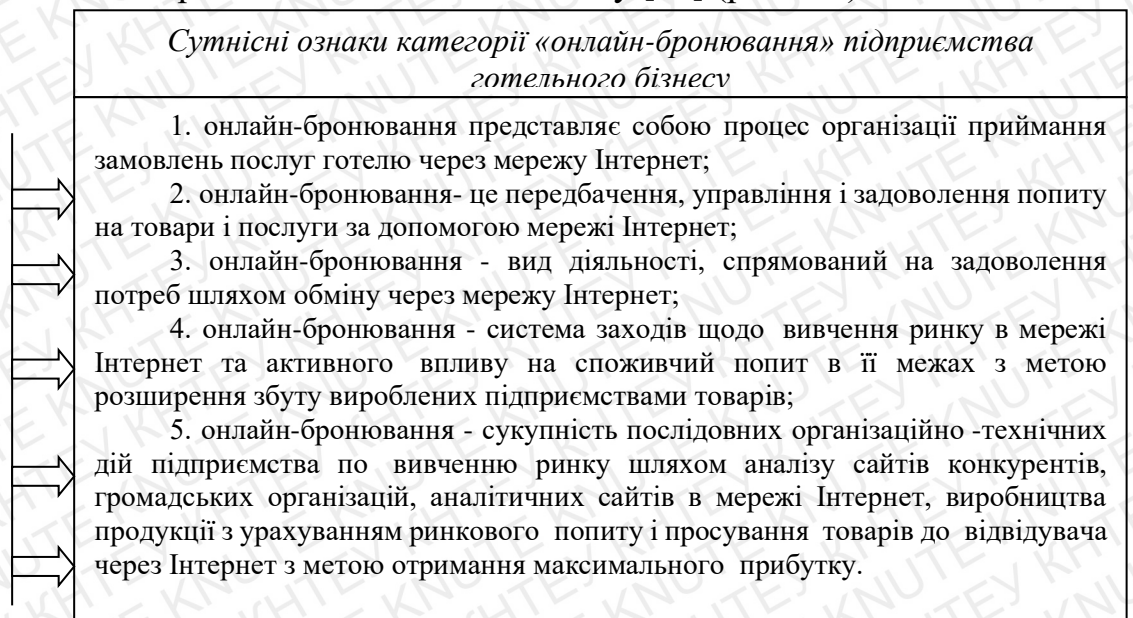 Сутнісні ознаки категорії «онлайн-бронювання» підприємства
готельного бізнесу
1. онлайн-бронювання представляє собою процес організації приймання
замовлень послуг готелю через мережу Інтернет;
2. онлайн-бронювання- це передбачення, управління і задоволення попиту
на товари і послуги за допомогою мережі Інтернет;
3. онлайн-бронювання - вид діяльності, спрямований на задоволення
потреб шляхом обміну через мережу Інтернет;
4. онлайн-бронювання - система заходів щодо вивчення ринку в мережі
Інтернет та активного впливу на споживчий попит в її межах з метою
розширення збуту вироблених підприємствами товарів;
5. онлайн-бронювання - сукупність послідовних організаційно -технічних
дій підприємства по вивченню ринку шляхом аналізу сайтів конкурентів,
громадських організацій, аналітичних сайтів в мережі Інтернет, виробництва
продукції з урахуванням ринкового попиту і просування товарів до відвідувача
через Інтернет з метою отримання максимального прибутку.